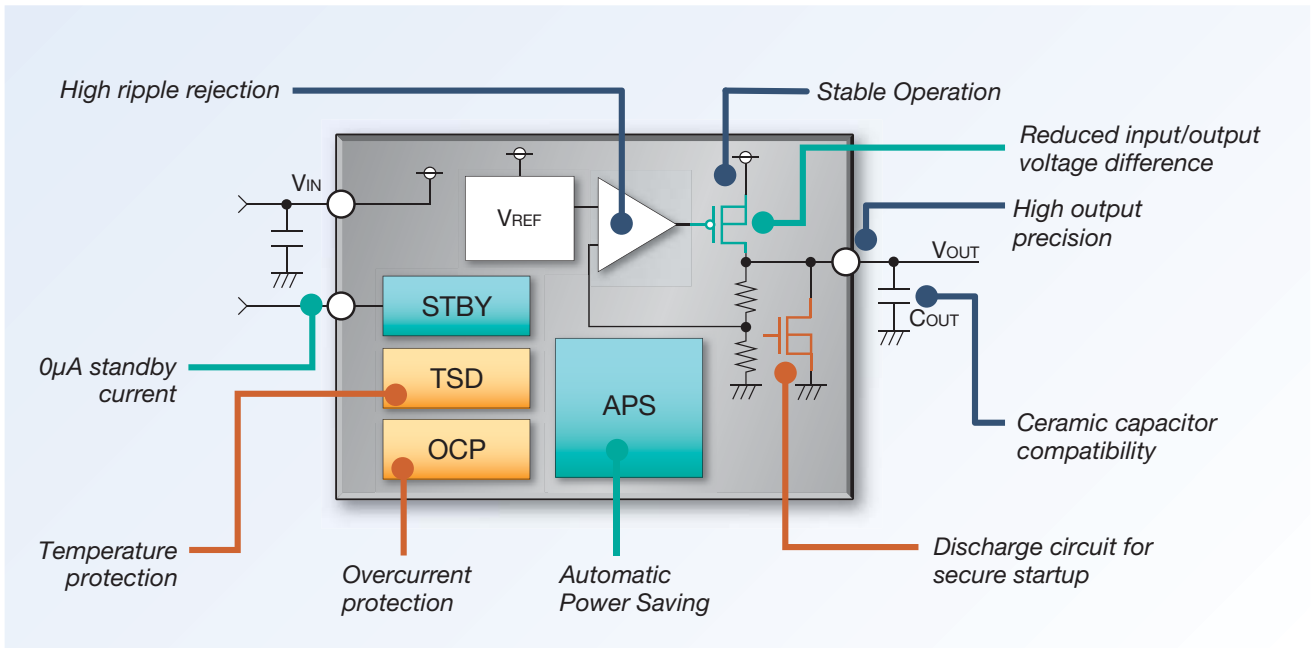 High ripple rejection
Stable Operation
Reduced input/output
voltage difference
VIN
VREF
High output
precision
VOUT
STBY
COUT
0µA standby
current
TSD
APS
OCP
Ceramic capacitor
compatibility
Temperature
protection
Overcurrent
protection
Automatic
Power Saving
Discharge circuit for
secure startup